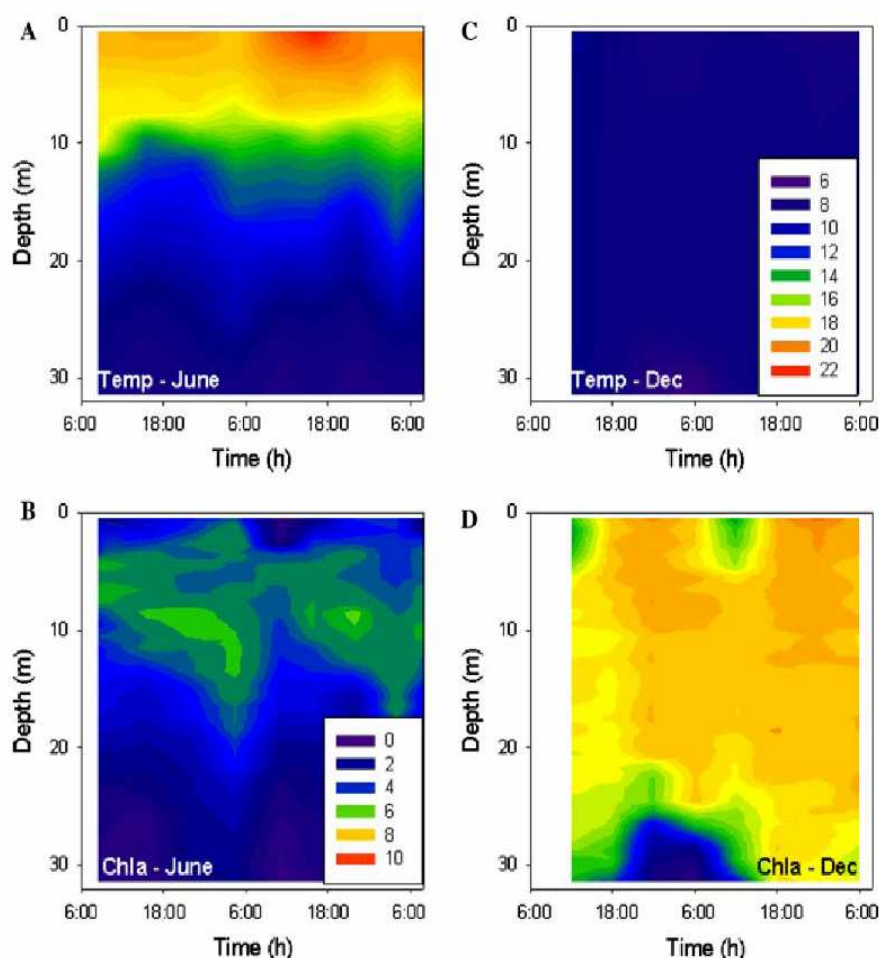 A
0
10
20
30
Depth (m)
Temp - June
6:00 18:00 6:00 18:00 6:00
Time (h)
C
0
10
20
30
Depth (m)
6
8
10
12
14
16
18
20
22
Temp - Dec
6:00 18:00 6:00 18:00 6:00
Time (h)
B
0
10
20
30
Depth (m)
0
2
4
6
8
10
Chla - June
6:00 18:00 6:00 18:00 6:00
Time (h)
D
0
10
20
30
Depth (m)
Chla - Dec
6:00 18:00 6:00 18:00 6:00
Time (h)